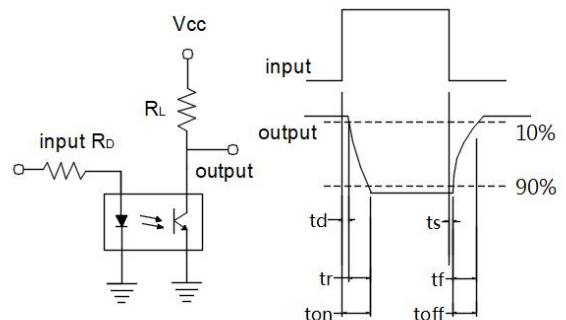 Vcc
RL
input RD
output
input
output
10%
90%
td
ts
tr
tf
ton
toff